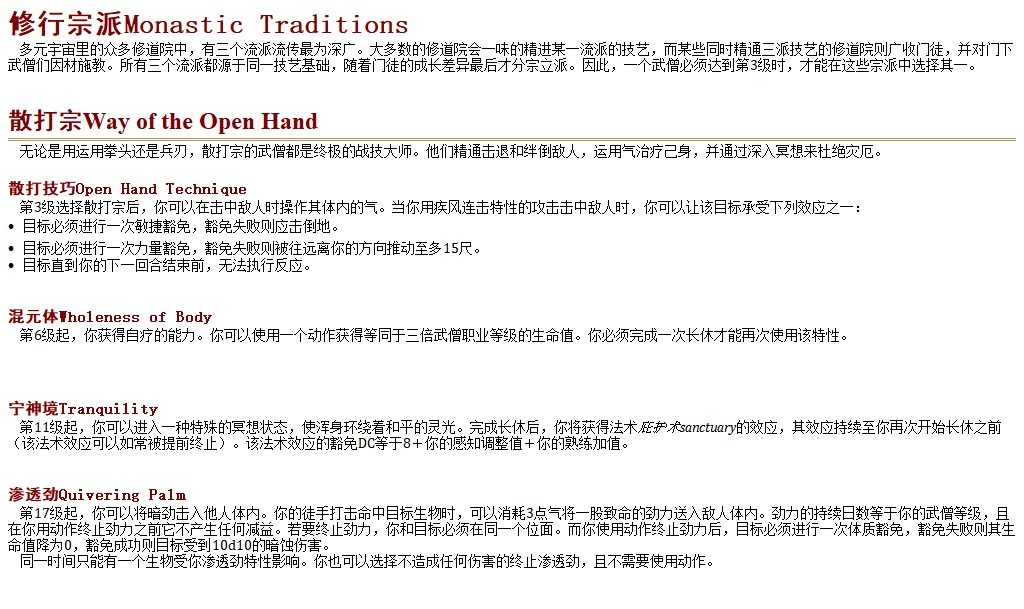 修行宗派Monastic Traditions
多元宇宙里的众多修道院中，有三个流派流传最为深广。大多数的修道院会一味的精进某一流派的技艺，而某些同时精通三派技艺的修道院则广收门徒，并对门下
武僧们因材施教。所有三个流派都源于同一技艺基础，随着门徒的成长差异最后才分宗立派。因此，一个武僧必须达到第3级时，才能在这些宗派中选择其一。
散打宗Way of the Open Hand
无论是用运用拳头还是兵刃，散打宗的武僧都是终极的战技大师。他们精通击退和绊倒敌人，运用气治疗己身，并通过深入冥想来杜绝灾厄。
散打技巧Open Hand Technique
第3级选择散打宗后，你可以在击中敌人时操作其体内的气。当你用疾风连击特性的攻击击中敌人时，你可以让该目标承受下列效应之一：
• 目标必须进行一次敏捷豁免，豁免失败则应击倒地。
• 目标必须进行一次力量豁免，豁免失败则被往远离你的方向推动至多15尺。
• 目标直到你的下一回合结束前，无法执行反应。
混元体Wholeness of Body
第6级起，你获得自疗的能力。你可以使用一个动作获得等同于三倍武僧职业等级的生命值。你必须完成一次长休才能再次使用该特性。
宁神境Tranquility
第11级起，你可以进入一种特殊的冥想状态，使浑身环绕着和平的灵光。完成长休后，你将获得法术庇护术sanctuary的效应，其效应持续至你再次开始长休之前
（该法术效应可以如常被提前终止）。该法术效应的豁免DC等于8＋你的感知调整值＋你的熟练加值。
渗透劲Quivering Palm
第17级起，你可以将暗劲击入他人体内。你的徒手打击命中目标生物时，可以消耗3点气将一股致命的劲力送入敌人体内。劲力的持续日数等于你的武僧等级，且
在你用动作终止劲力之前它不产生任何减益。若要终止劲力，你和目标必须在同一个位面。而你使用动作终止劲力后，目标必须进行一次体质豁免，豁免失败则其生
命值降为0，豁免成功则目标受到10d10的暗蚀伤害。
同一时间只能有一个生物受你渗透劲特性影响。你也可以选择不造成任何伤害的终止渗透劲，且不需要使用动作。